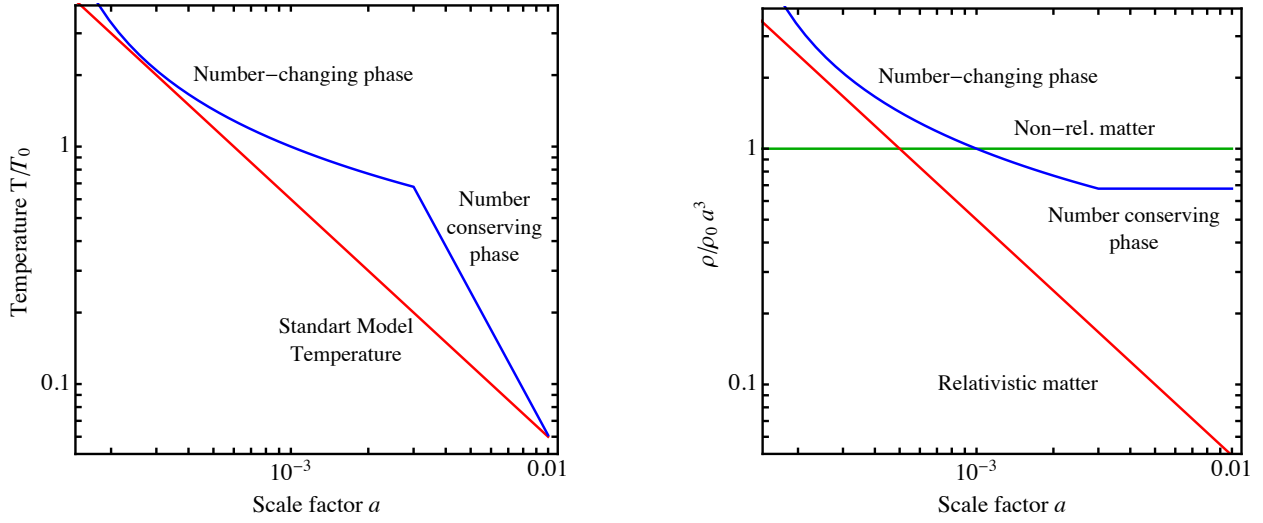 Temperature T/T₀
1
0.1
Number−changing phase
Number
conserving
phase
Standart Model
Temperature
10⁻³
0.01
Scale factor a
ρ/ρ₀ a³
1
0.1
Number−changing phase
Non−rel. matter
Number conserving
phase
Relativistic matter
10⁻³
0.01
Scale factor a